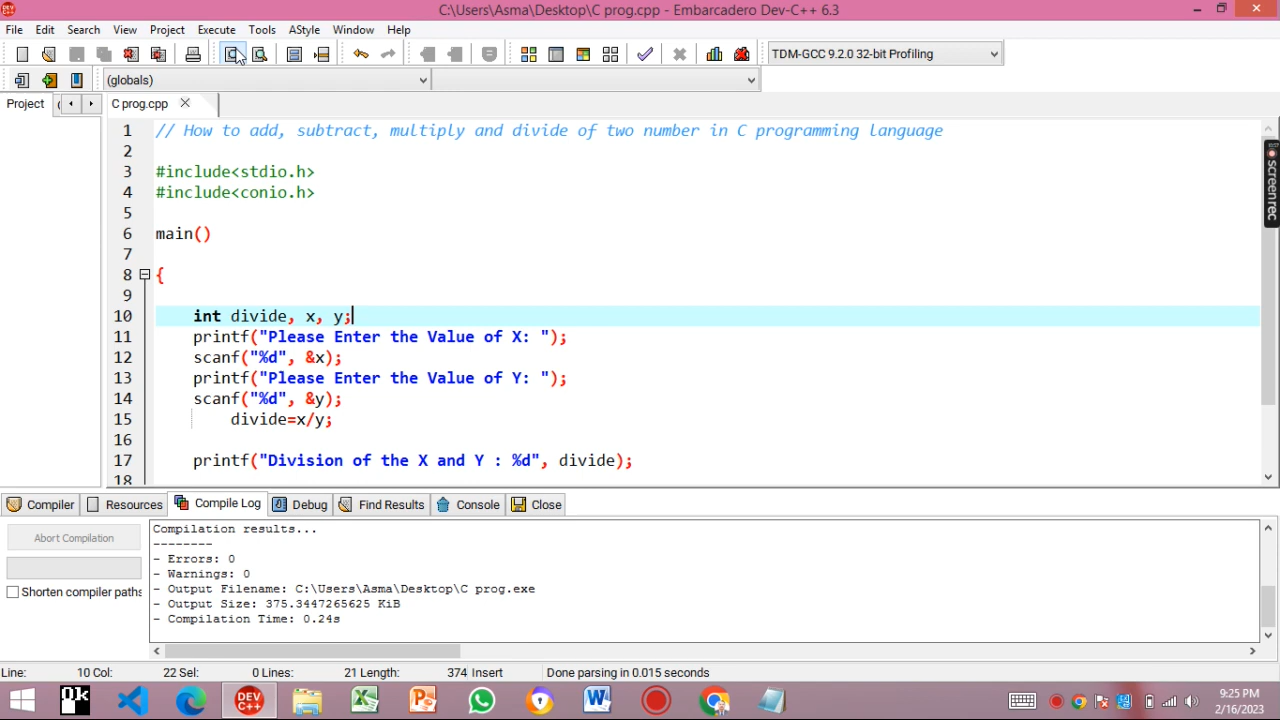 DEV
C++
C:\Users\Asma\Desktop\C prog.cpp - Embarcadero Dev-C++ 6.3
File Edit Search View Project Execute Tools AStyle Window Help
TDM-GCC 9.2.0 32-bit Profiling
(globals)
Project ( C prog.cpp
1 // How to add, subtract, multiply and divide of two number in C programming language
2
3 #include<stdio.h>
4 #include<conio.h>
5
6 main()
7
8 {
9
10 int divide, x, y;
11 printf("Please Enter the Value of X: ");
12 scanf("%d", &x);
13 printf("Please Enter the Value of Y: ");
14 scanf("%d", &y);
15 divide=x/y;
16
17 printf("Division of the X and Y : %d", divide);
18
screenrec
Compiler Resources Compile Log Debug Find Results Console Close
Abort Compilation
Shorten compiler paths
Compilation results...
--------
- Errors: 0
- Warnings: 0
- Output Filename: C:\Users\Asma\Desktop\C prog.exe
- Output Size: 375.3447265625 KiB
- Compilation Time: 0.24s
Line: 10 Col: 22 Sel: 0 Lines: 21 Length: 374 Insert Done parsing in 0.015 seconds
Ok
DEV
C++
9:25 PM
2/16/2023